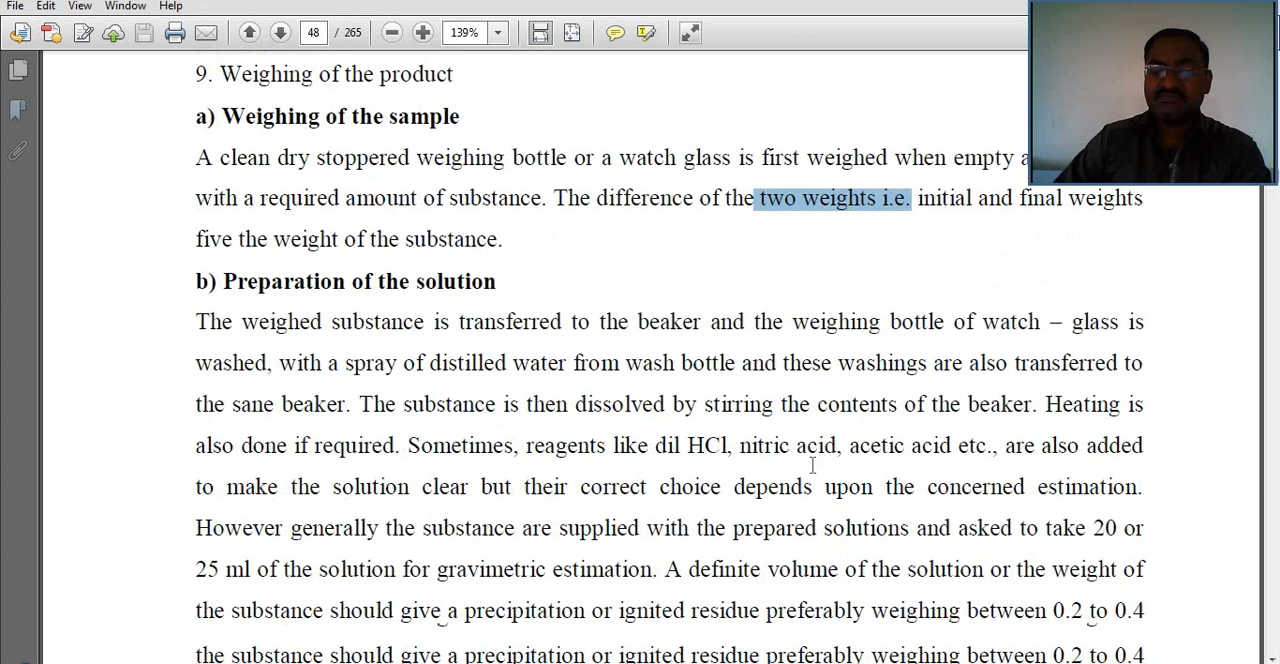 File Edit View Window Help
48 / 265 139%
9. Weighing of the product
a) Weighing of the sample
A clean dry stoppered weighing bottle or a watch glass is first weighed when empty
with a required amount of substance. The difference of the two weights i.e. initial and final weights
five the weight of the substance.
b) Preparation of the solution
The weighed substance is transferred to the beaker and the weighing bottle of watch – glass is
washed, with a spray of distilled water from wash bottle and these washings are also transferred to
the sane beaker. The substance is then dissolved by stirring the contents of the beaker. Heating is
also done if required. Sometimes, reagents like dil HCl, nitric acid, acetic acid etc., are also added
to make the solution clear but their correct choice depends upon the concerned estimation.
However generally the substance are supplied with the prepared solutions and asked to take 20 or
25 ml of the solution for gravimetric estimation. A definite volume of the solution or the weight of
the substance should give a precipitation or ignited residue preferably weighing between 0.2 to 0.4
the substance should give a precipitation or ignited residue preferably weighing between 0.2 to 0.4